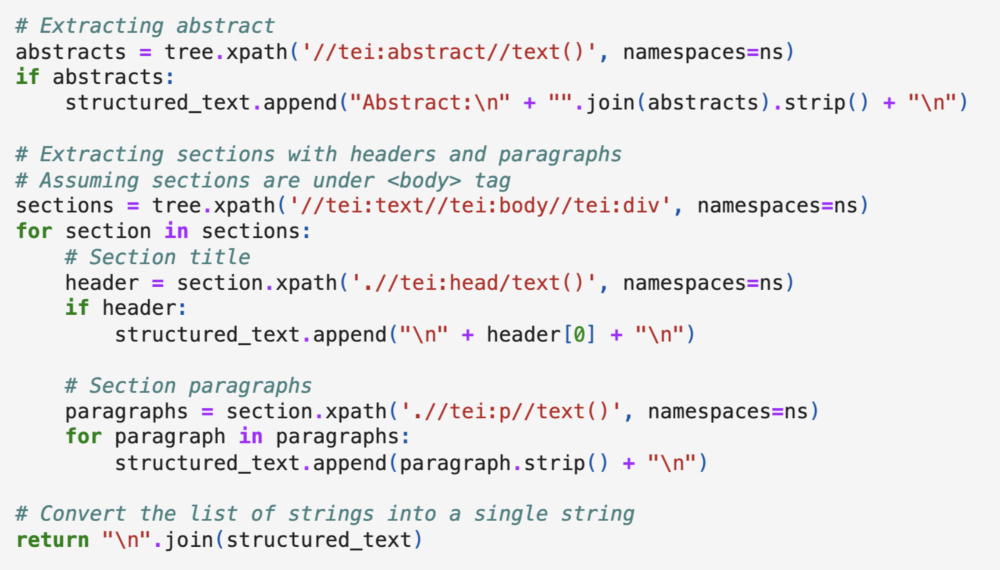 # Extracting abstract
abstracts = tree.xpath('//tei:abstract//text()', namespaces=ns)
if abstracts:
    structured_text.append("Abstract:\n" + "".join(abstracts).strip() + "\n")

# Extracting sections with headers and paragraphs
# Assuming sections are under <body> tag
sections = tree.xpath('//tei:text//tei:body//tei:div', namespaces=ns)
for section in sections:
    # Section title
    header = section.xpath('.//tei:head/text()', namespaces=ns)
    if header:
        structured_text.append("\n" + header[0] + "\n")

    # Section paragraphs
    paragraphs = section.xpath('.//tei:p//text()', namespaces=ns)
    for paragraph in paragraphs:
        structured_text.append(paragraph.strip() + "\n")

# Convert the list of strings into a single string
return "\n".join(structured_text)